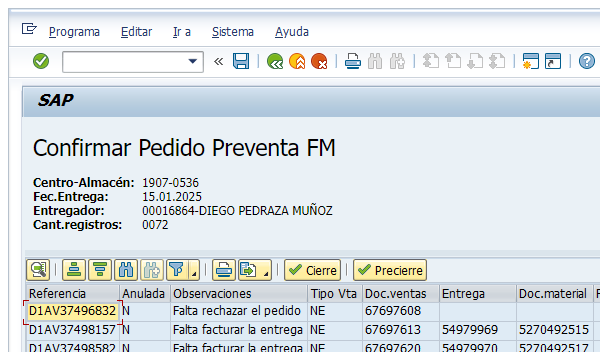 Programa Editar Ir a Sistema Ayuda
SAP
Confirmar Pedido Preventa FM
Centro-Almacén: 1907-0536
Fec.Entrega: 15.01.2025
Entregador: 00016864-DIEGO PEDRAZA MUÑOZ
Cant.registros: 0072
Cierre Precierre
Referencia Anulada Observaciones Tipo Vta Doc.ventas Entrega Doc.material F
D1AV37496832 N Falta rechazar el pedido NE 67697608
D1AV37498157 N Falta facturar la entrega NE 67697613 54979969 5270492515
D1AV37498582 N Falta facturar la entrega NE 67697620 54979970 5270492517